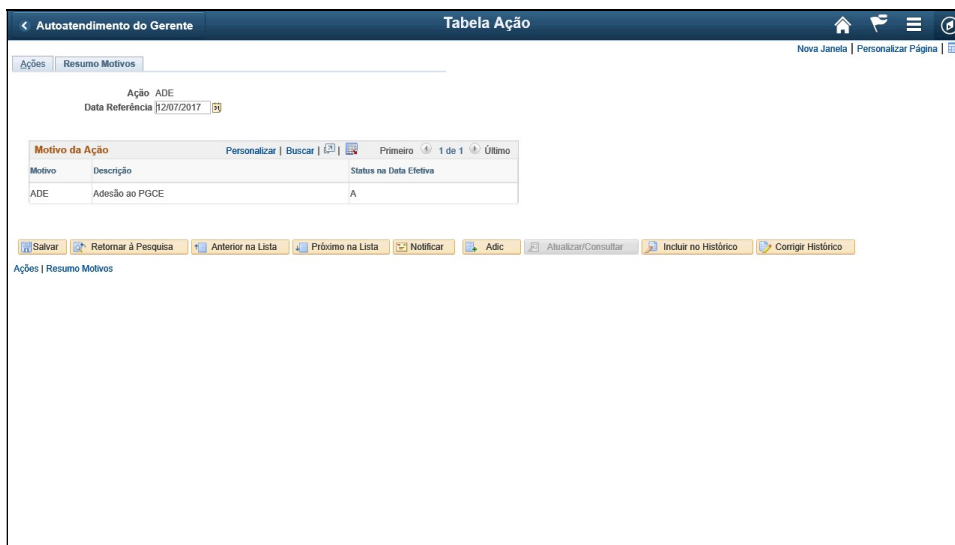 Autoatendimento do Gerente Tabela Ação
Nova Janela | Personalizar Página |
Ações Resumo Motivos
Ação ADE
Data Referência 12/07/2017
Motivo da Ação Personalizar | Buscar | | Primeiro 1 de 1 Último
Motivo Descrição Status na Data Efetiva
ADE Adesão ao PGCE A
Salvar Retornar à Pesquisa Anterior na Lista Próximo na Lista Notificar Adic Atualizar/Consultar Incluir no Histórico Corrigir Histórico
Ações | Resumo Motivos